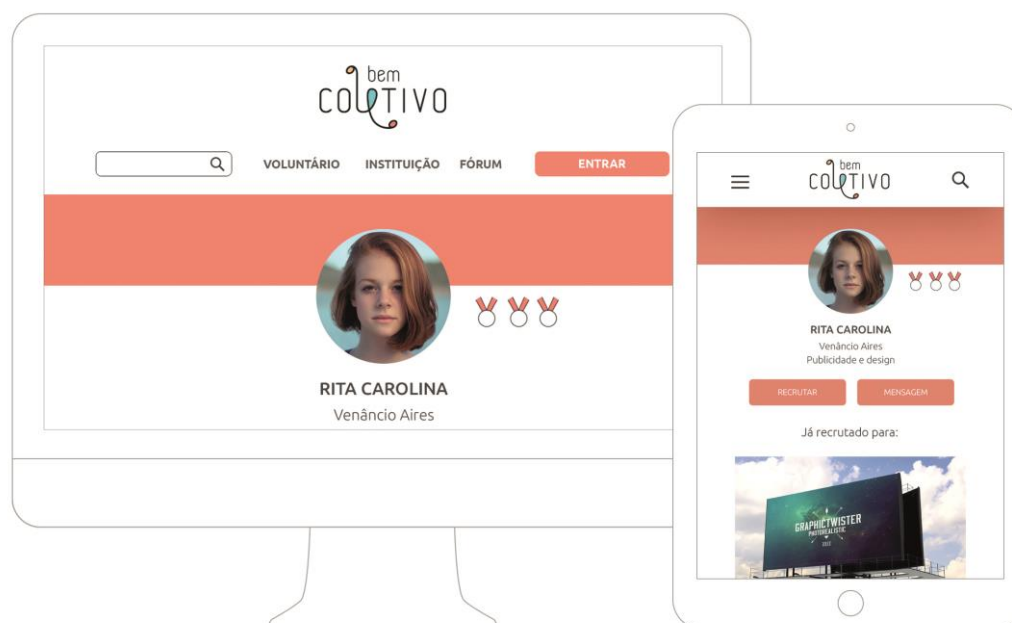 bem
COLETIVO
VOLUNTÁRIO INSTITUIÇÃO FÓRUM ENTRAR
RITA CAROLINA
Venâncio Aires
bem
COLETIVO
RITA CAROLINA
Venâncio Aires
Publicidade e design
RECRUTAR MENSAGEM
Já recrutado para:
GRAPHICTWISTER
PHOTOREALISTIC